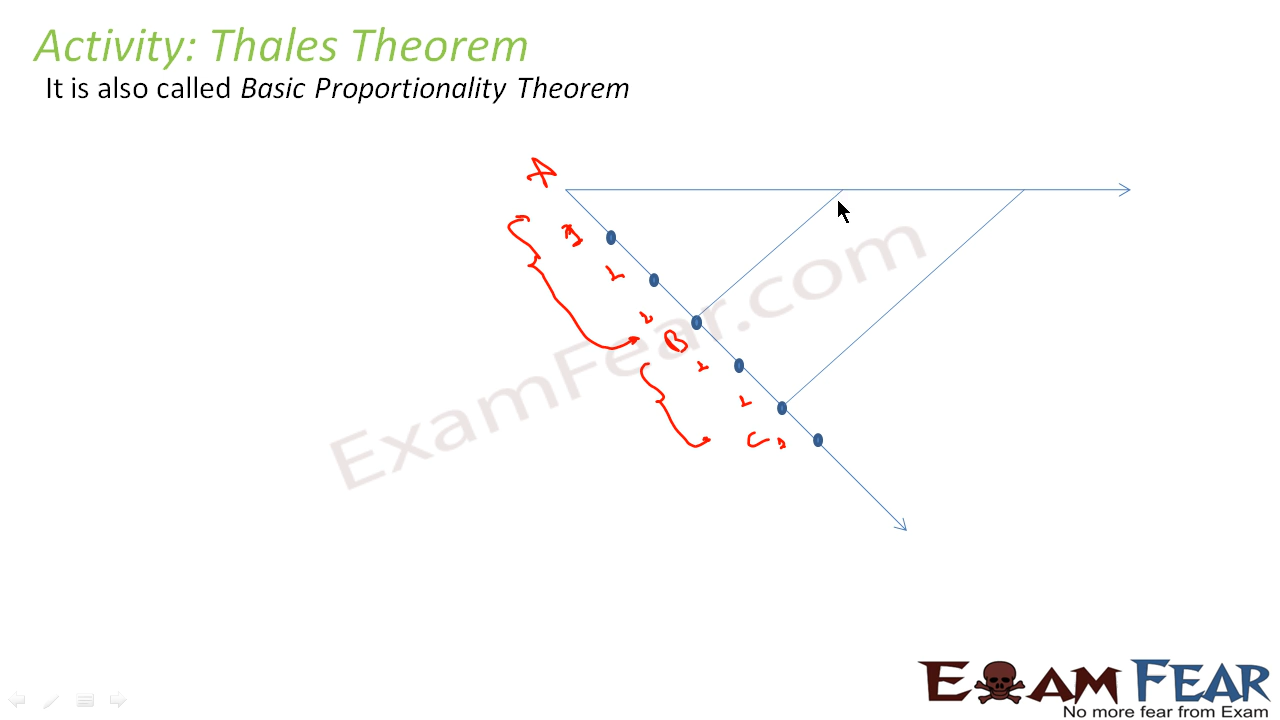 Activity: Thales Theorem
It is also called Basic Proportionality Theorem
A
B
C
ExamFear.com
EXAM FEAR
No more fear from Exam